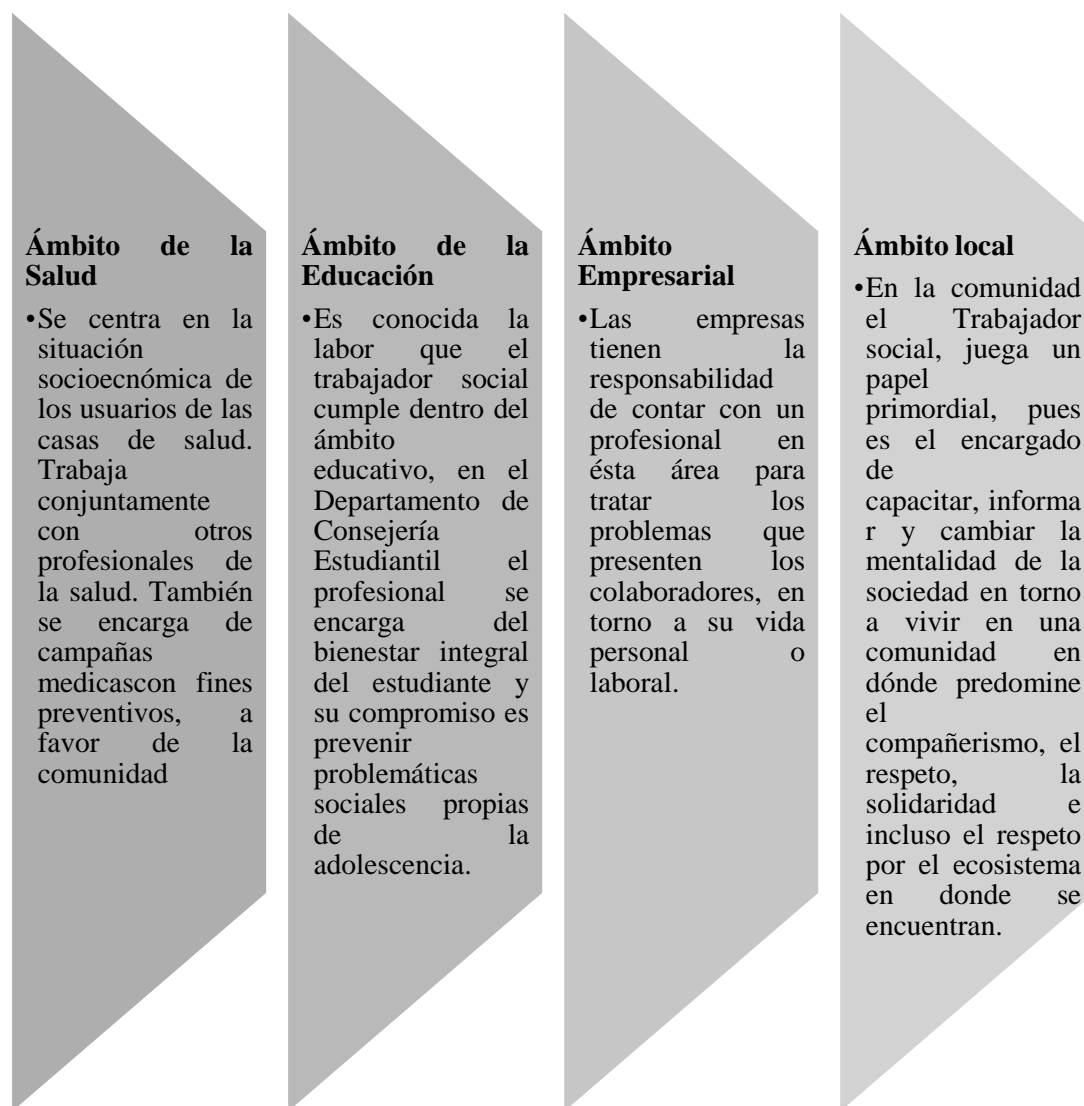 Ámbito de la
Salud
•Se centra en la
situación
socioecnómica de
los usuarios de las
casas de salud.
Trabaja
conjuntamente
con otros
profesionales de
la salud. También
se encarga de
campañas
medicascon fines
preventivos, a
favor de la
comunidad
Ámbito de la
Educación
•Es conocida la
labor que el
trabajador social
cumple dentro del
ámbito
educativo, en el
Departamento de
Consejería
Estudiantil el
profesional se
encarga del
bienestar integral
del estudiante y
su compromiso es
prevenir
problemáticas
sociales propias
de la
adolescencia.
Ámbito
Empresarial
•Las empresas
tienen la
responsabilidad
de contar con un
profesional en
ésta área para
tratar los
problemas que
presenten los
colaboradores, en
torno a su vida
personal o
laboral.
Ámbito local
•En la comunidad
el Trabajador
social, juega un
papel
primordial, pues
es el encargado
de
capacitar, informa
r y cambiar la
mentalidad de la
sociedad en torno
a vivir en una
comunidad en
dónde predomine
el
compañerismo, el
respeto, la
solidaridad e
incluso el respeto
por el ecosistema
en donde se
encuentran.